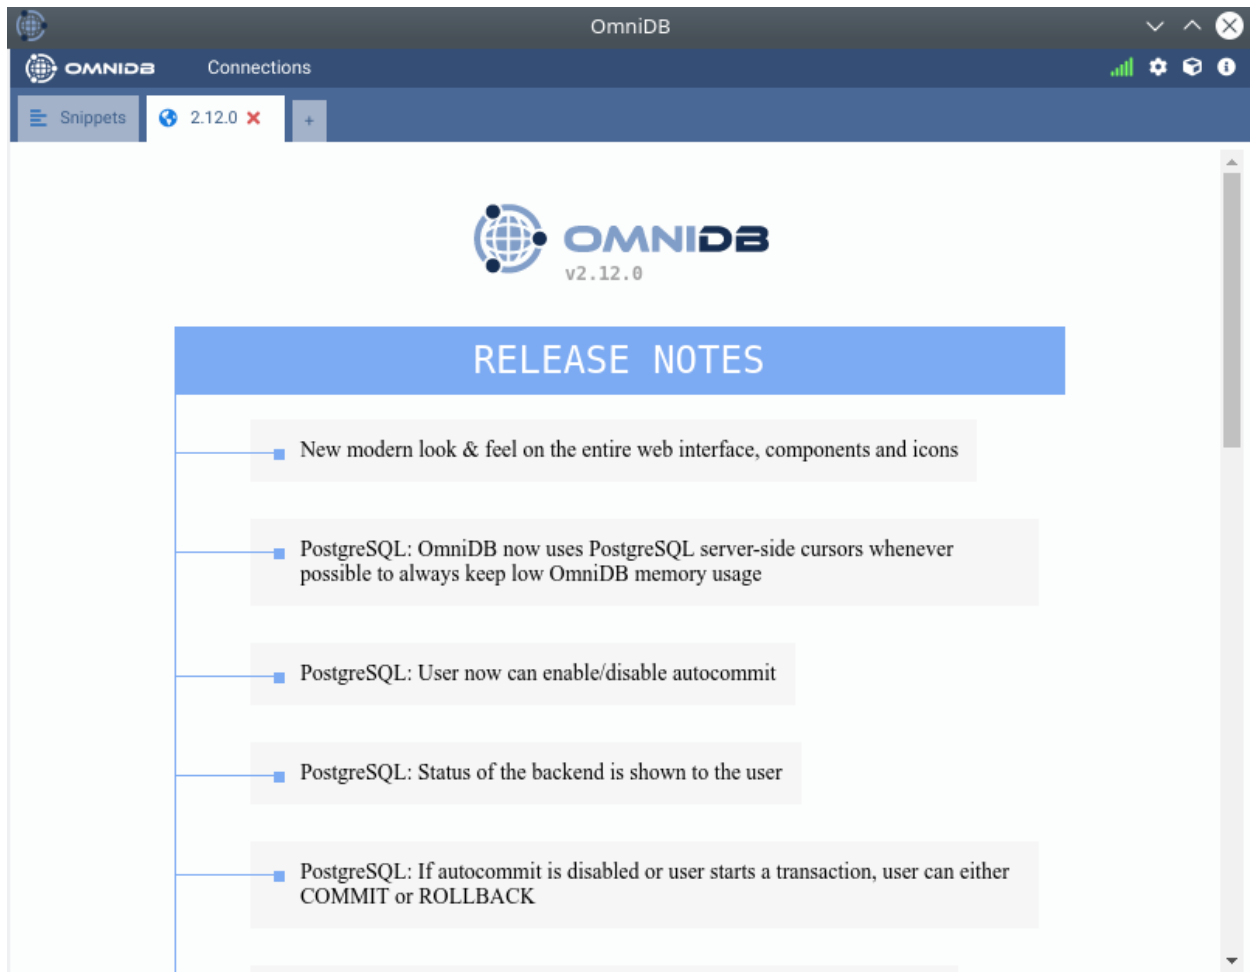 OmniDB
OMNIDB Connections
Snippets 2.12.0 +
OMNIDB
v2.12.0
RELEASE NOTES
New modern look & feel on the entire web interface, components and icons
PostgreSQL: OmniDB now uses PostgreSQL server-side cursors whenever
possible to always keep low OmniDB memory usage
PostgreSQL: User now can enable/disable autocommit
PostgreSQL: Status of the backend is shown to the user
PostgreSQL: If autocommit is disabled or user starts a transaction, user can either
COMMIT or ROLLBACK